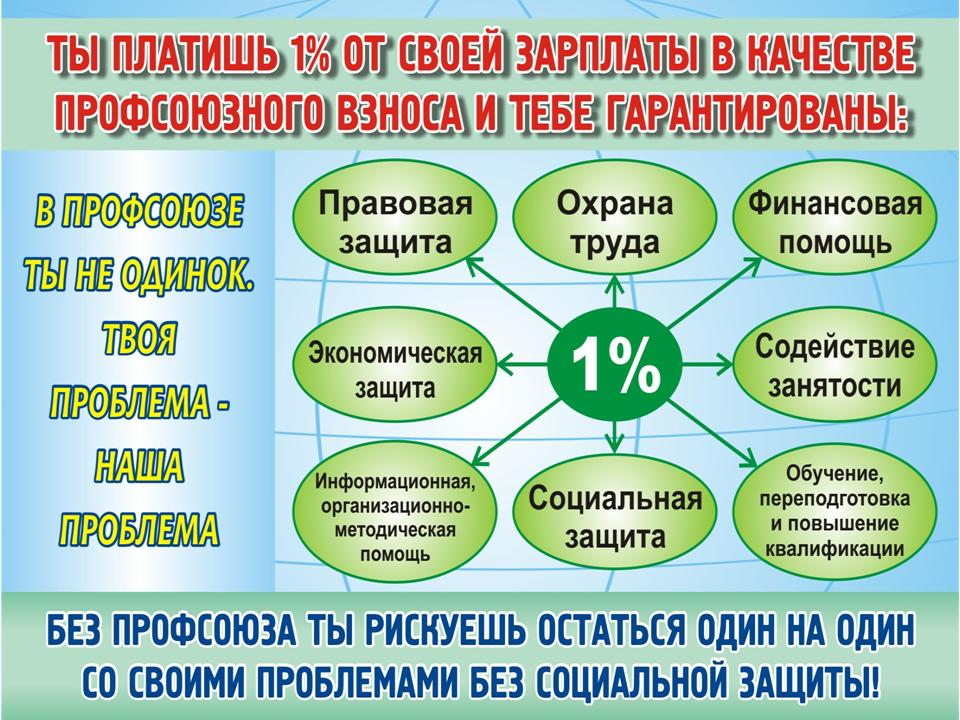 ТЫ ПЛАТИШЬ 1% ОТ СВОЕЙ ЗАРПЛАТЫ В КАЧЕСТВЕ
ПРОФСОЮЗНОГО ВЗНОСА И ТЕБЕ ГАРАНТИРОВАНЫ:
В ПРОФСОЮЗЕ
ТЫ НЕ ОДИНОК.
ТВОЯ
ПРОБЛЕМА -
НАША
ПРОБЛЕМА
Правовая
защита
Охрана
труда
Финансовая
помощь
Экономическая
защита
1%
Содействие
занятости
Информационная,
организационно-
методическая
помощь
Социальная
защита
Обучение,
переподготовка
и повышение
квалификации
БЕЗ ПРОФСОЮЗА ТЫ РИСКУЕШЬ ОСТАТЬСЯ ОДИН НА ОДИН
СО СВОИМИ ПРОБЛЕМАМИ БЕЗ СОЦИАЛЬНОЙ ЗАЩИТЫ!